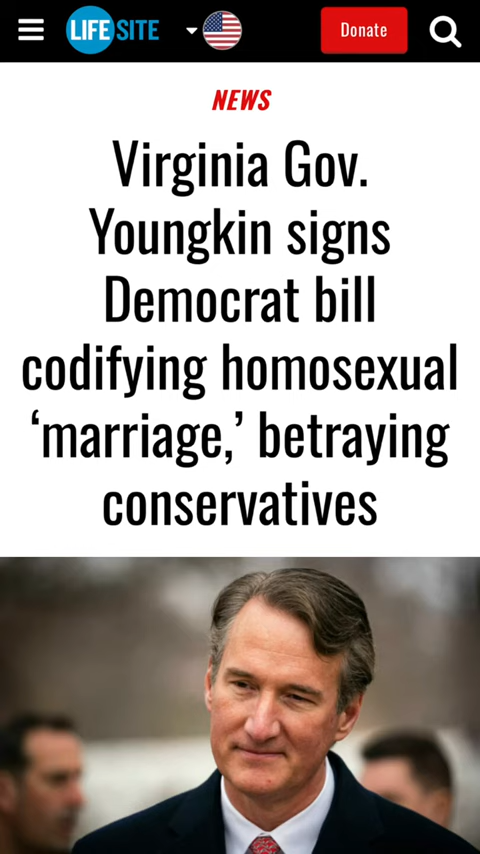 LIFE SITE
Donate
NEWS
Virginia Gov.
Youngkin signs
Democrat bill
codifying homosexual
‘marriage,’ betraying
conservatives